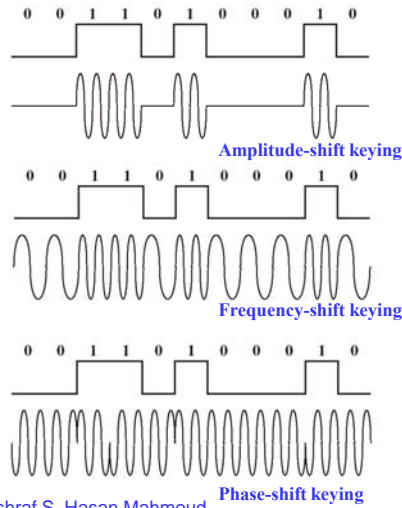 0 0 1 1 0 1 0 0 0 1 0
Amplitude-shift keying
0 0 1 1 0 1 0 0 0 1 0
Frequency-shift keying
0 0 1 1 0 1 0 0 0 1 0
Phase-shift keying
S. Hasan Mahmoud